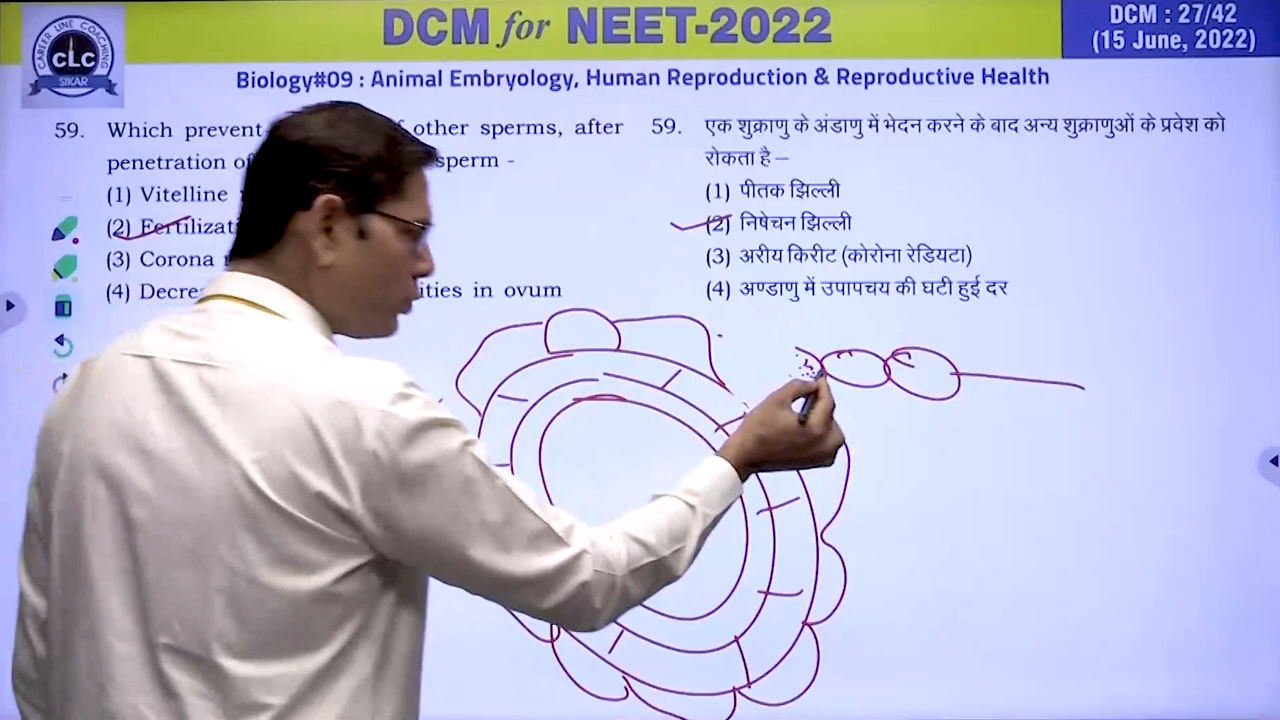 DCM for NEET-2022
DCM : 27/42
(15 June, 2022)
CAREER LINE COACHING
CLC
SIKAR
Biology#09 : Animal Embryology, Human Reproduction & Reproductive Health
59. Which prevent of other sperms, after
penetration of sperm -
(1) Vitelline
(2)
(3) Corona
(4) in ovum
59. एक शुक्राणु के अंडाणु में भेदन करने के बाद अन्य शुक्राणुओं के प्रवेश को
रोकता है –
(1) पीतक झिल्ली
(2) निषेचन झिल्ली
(3) अरीय किरीट (कोरोना रेडियटा)
(4) अण्डाणु में उपापचय की घटी हुई दर